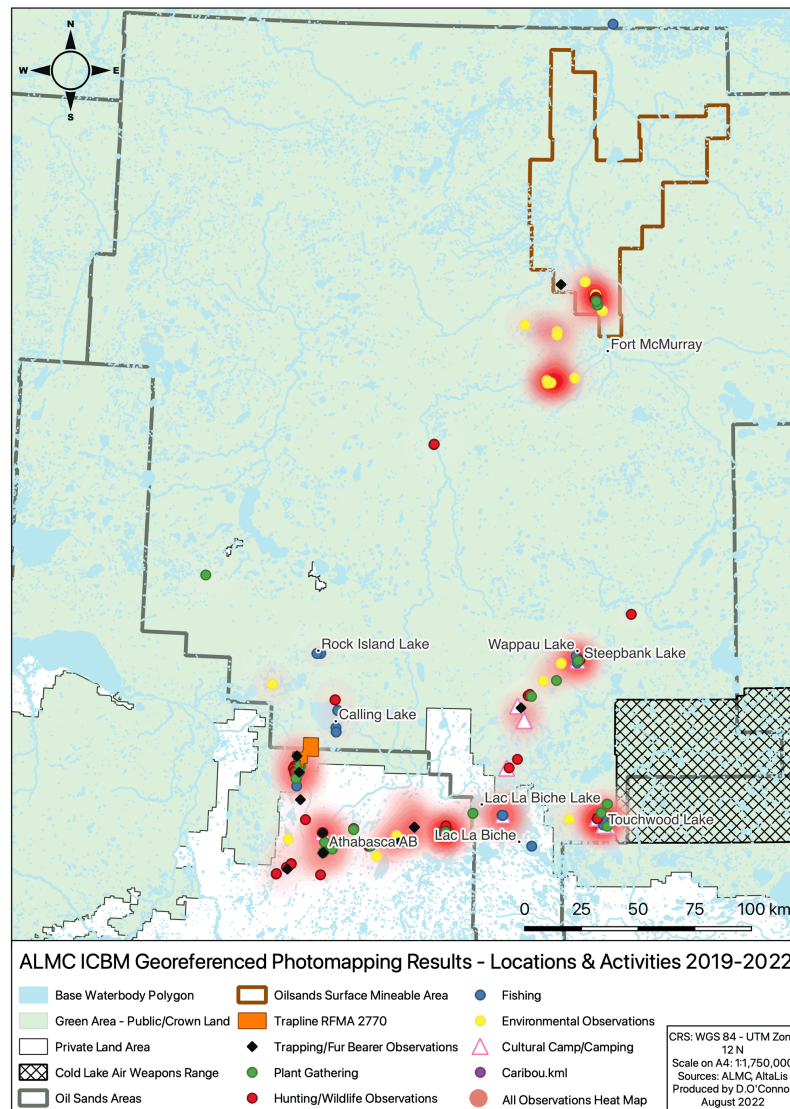 N
W E
S
Fort McMurray
Rock Island Lake
Wappau Lake
Steepbank Lake
Calling Lake
Lac La Biche Lake
Touchwood Lake
Athabasca AB
Lac La Biche
0 25 50 75 100 km
ALMC ICBM Georeferenced Photomapping Results - Locations & Activities 2019-2022
Base Waterbody Polygon
Green Area - Public/Crown Land
Private Land Area
Cold Lake Air Weapons Range
Oil Sands Areas
Oilsands Surface Mineable Area
Trapline RFMA 2770
Trapping/Fur Bearer Observations
Plant Gathering
Hunting/Wildlife Observations
Fishing
Environmental Observations
Cultural Camp/Camping
Caribou.kml
All Observations Heat Map
CRS: WGS 84 - UTM Zon
12 N
Scale on A4: 1:1,750,000
Sources: ALMC, AltaLis
Produced by D.O'Conno
August 2022